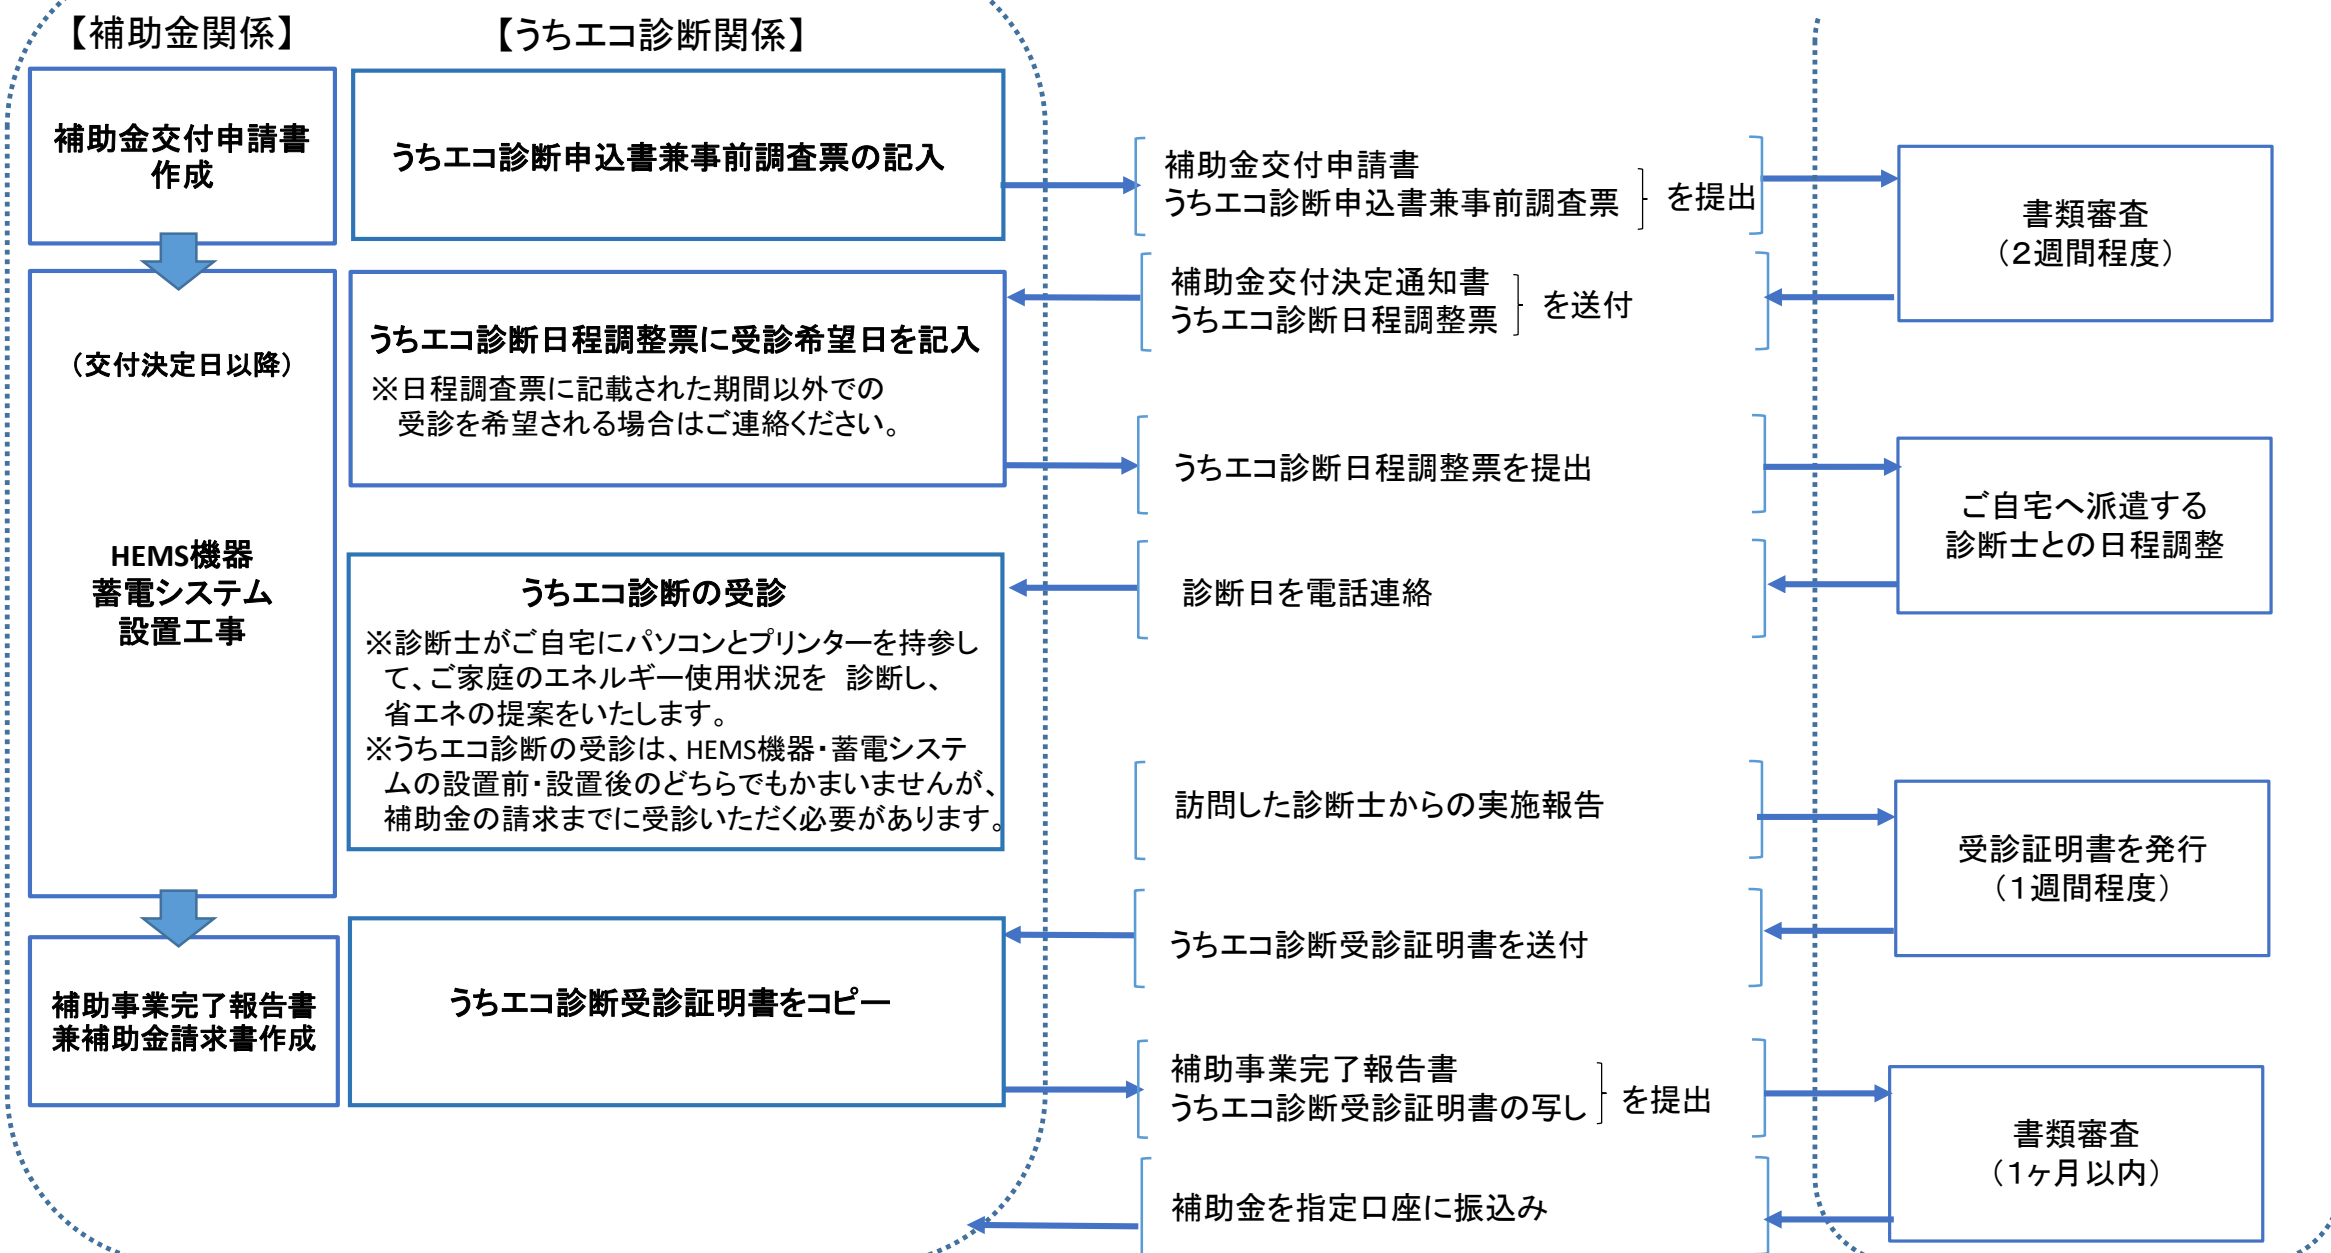 【補助金関係】
【うちエコ診断関係】
補助金交付申請書
作成
うちエコ診断申込書兼事前調査票の記入
補助金交付申請書
うちエコ診断申込書兼事前調査票
を提出
書類審査
（２週間程度）
補助金交付決定通知書
うちエコ診断日程調整票
を送付
（交付決定日以降）
HEMS機器
蓄電システム
設置工事
うちエコ診断日程調整票に受診希望日を記入
※日程調査票に記載された期間以外での
受診を希望される場合はご連絡ください。
うちエコ診断日程調整票を提出
ご自宅へ派遣する
診断士との日程調整
診断日を電話連絡
うちエコ診断の受診
※診断士がご自宅にパソコンとプリンターを持参し
て、ご家庭のエネルギー使用状況を　診断し、
省エネの提案をいたします。
※うちエコ診断の受診は、HEMS機器・蓄電システ
ムの設置前・設置後のどちらでもかまいませんが、
補助金の請求までに受診いただく必要があります。
訪問した診断士からの実施報告
受診証明書を発行
（１週間程度）
うちエコ診断受診証明書を送付
補助事業完了報告書
兼補助金請求書作成
うちエコ診断受診証明書をコピー
補助事業完了報告書
うちエコ診断受診証明書の写し
を提出
書類審査
（１ヶ月以内）
補助金を指定口座に振込み